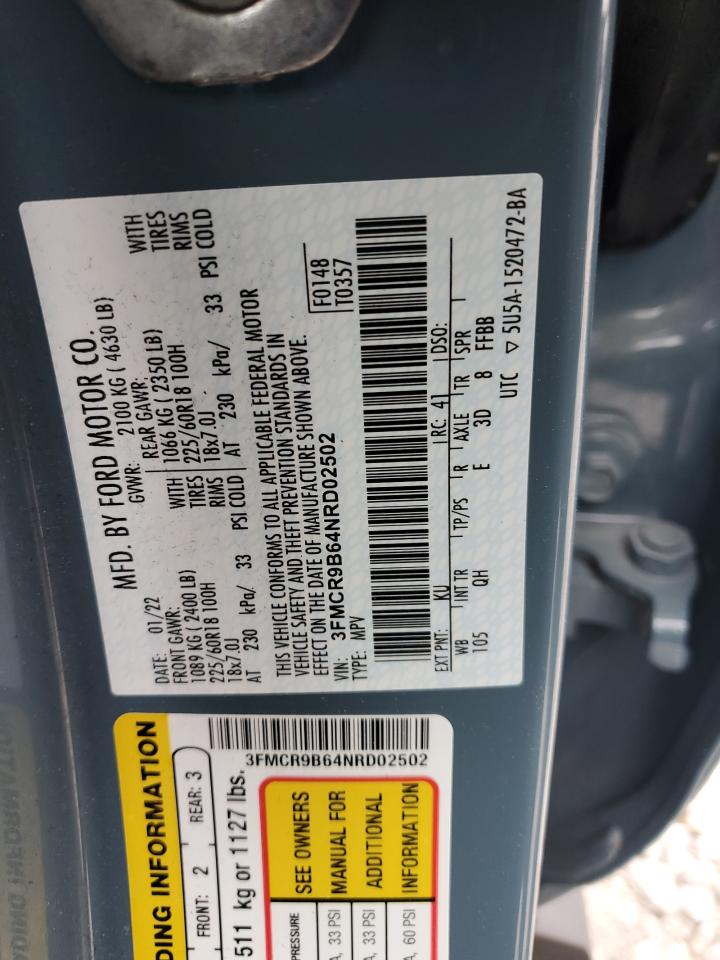 MFD. BY FORD MOTOR CO.
DATE: 01/22 GVWR: 2100 KG ( 4630 LB)
FRONT GAWR: REAR GAWR:
1089 KG ( 2400 LB) WITH 1066 KG ( 2350 LB) WITH
225/60R18 100H TIRES 225/60R18 100H TIRES
18x7.0J RIMS 18x7.0J RIMS
AT 230 kPa/ 33 PSI COLD AT 230 kPa/ 33 PSI COLD
THIS VEHICLE CONFORMS TO ALL APPLICABLE FEDERAL MOTOR
VEHICLE SAFETY AND THEFT PREVENTION STANDARDS IN
EFFECT ON THE DATE OF MANUFACTURE SHOWN ABOVE.
VIN: 3FMCR9B64NRD02502
TYPE: MPV
F0148
T0357
EXT PNT: KU RC: 41 DSO:
WB INT TR TP/PS R AXLE TR SPR
105 QH E 3D 8 FFBB
UTC ▽ 5U5A-1520472-BA
DING INFORMATION
FRONT: 2 REAR: 3
511 kg or 1127 lbs.
3FMCR9B64NRD02502
PRESSURE
A, 33 PSI
A, 33 PSI
A, 60 PSI
SEE OWNERS
MANUAL FOR
ADDITIONAL
INFORMATION